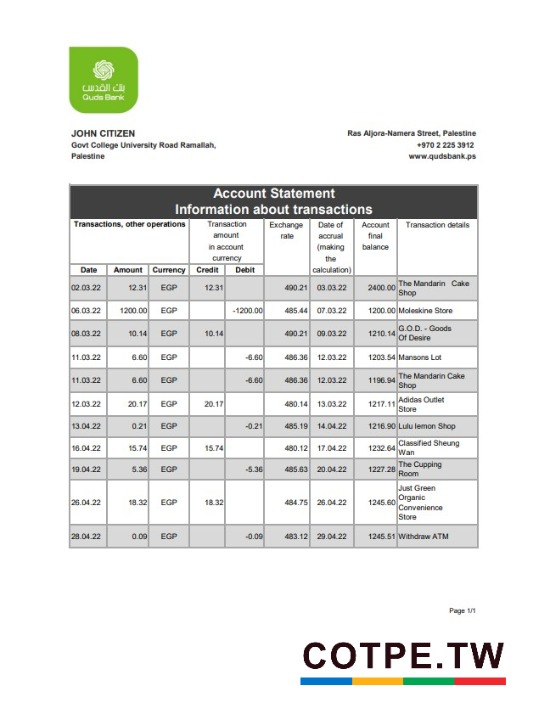 بنك القدس
Quds Bank
JOHN CITIZEN
Govt College University Road Ramallah,
Palestine
Ras Aljora-Namera Street, Palestine
+970 2 225 3912
www.qudsbank.ps
Account Statement
Information about transactions
Transactions, other operations
Transaction amount in account currency
Exchange rate
Date of accrual (making the calculation)
Account final balance
Transaction details
Date Amount Currency Credit Debit
02.03.22 12.31 EGP 12.31 490.21 03.03.22 2400.00 The Mandarin Cake Shop
06.03.22 1200.00 EGP -1200.00 485.44 07.03.22 1200.00 Moleskine Store
08.03.22 10.14 EGP 10.14 490.21 09.03.22 1210.14 G.O.D. - Goods Of Desire
11.03.22 6.60 EGP -6.60 486.36 12.03.22 1203.54 Mansons Lot
11.03.22 6.60 EGP -6.60 486.36 12.03.22 1196.94 The Mandarin Cake Shop
12.03.22 20.17 EGP 20.17 480.14 13.03.22 1217.11 Adidas Outlet Store
13.04.22 0.21 EGP -0.21 485.19 14.04.22 1216.90 Lulu lemon Shop
16.04.22 15.74 EGP 15.74 480.12 17.04.22 1232.64 Classified Sheung Wan
19.04.22 5.36 EGP -5.36 485.63 20.04.22 1227.28 The Cupping Room
26.04.22 18.32 EGP 18.32 484.75 26.04.22 1245.60 Just Green Organic Convenience Store
28.04.22 0.09 EGP -0.09 483.12 29.04.22 1245.51 Withdraw ATM
Page 1/1
COTPE.TW